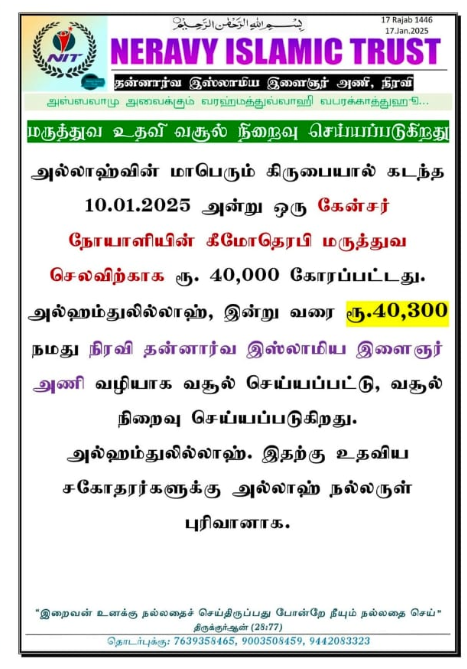 بِسْمِ اللهِ الرَّحْمٰنِ الرَّحِيْمِ
17 Rajab 1446
17.Jan.2025
NIT
NERAVY ISLAMIC TRUST
தன்னார்வ இஸ்லாமிய இளைஞர் அணி, நிரவி
அஸ்ஸலாமு அலைக்கும் வரஹ்மத்துல்லாஹி வபரக்காத்துஹூ...
மருத்துவ உதவி வசூல் நிறைவு செய்யப்படுகிறது
அல்லாஹ்வின் மாபெரும் கிருபையால் கடந்த
10.01.2025 அன்று ஒரு கேன்சர்
நோயாளியின் கீமோதெரபி மருத்துவ
செலவிற்காக ரூ. 40,000 கோரப்பட்டது.
அல்ஹம்துலில்லாஹ், இன்று வரை ரூ.40,300
நமது நிரவி தன்னார்வ இஸ்லாமிய இளைஞர்
அணி வழியாக வசூல் செய்யப்பட்டு, வசூல்
நிறைவு செய்யப்படுகிறது.
அல்ஹம்துலில்லாஹ். இதற்கு உதவிய
சகோதரர்களுக்கு அல்லாஹ் நல்லருள்
புரிவானாக.
"இறைவன் உனக்கு நல்லதைச் செய்திருப்பது போன்றே நீயும் நல்லதை செய்"
திருக்குர்ஆன் (28:77)
தொடர்புக்கு: 7639358465, 9003508459, 9442083323